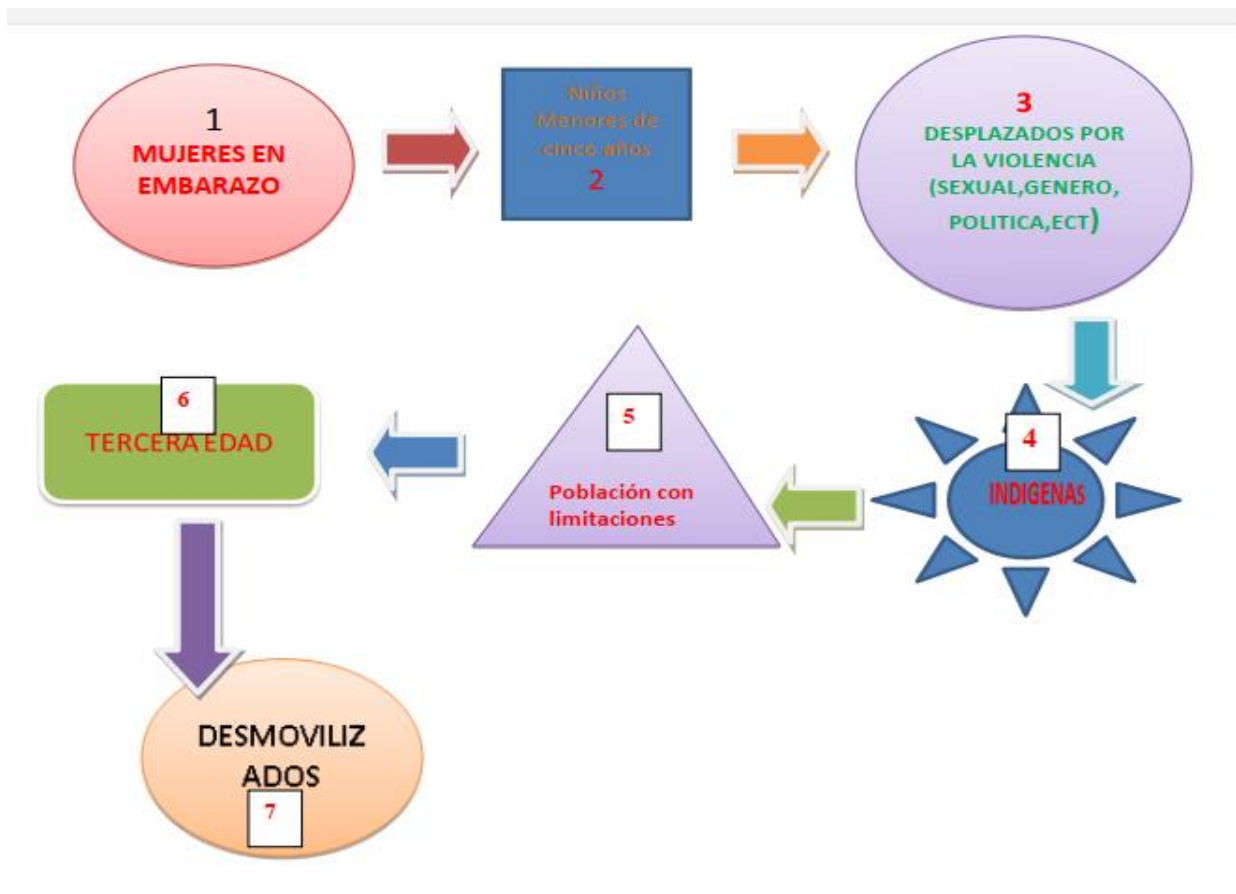 1
MUJERES EN
EMBARAZO
Niños
Menores de
cinco años
2
3
DESPLAZADOS POR
LA VIOLENCIA
(SEXUAL,GENERO,
POLITICA,ECT)
4
INDIGENAS
5
Población con
limitaciones
6
TERCERA EDAD
DESMOVILIZ
ADOS
7